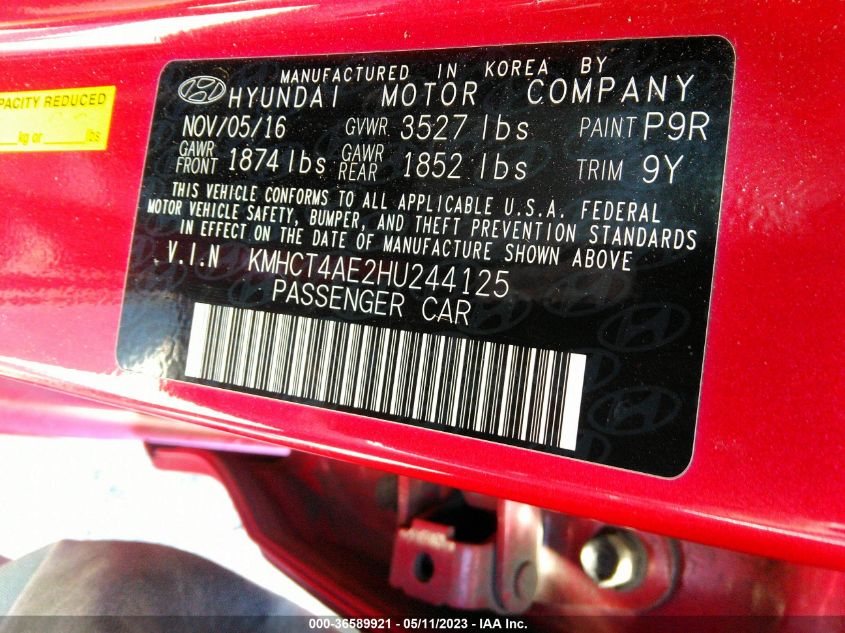 PACITY REDUCED
kg or lbs
MANUFACTURED IN KOREA BY
HYUNDAI MOTOR COMPANY
NOV/05/16 GVWR 3527 lbs PAINT P9R
GAWR FRONT 1874 lbs GAWR REAR 1852 lbs TRIM 9Y
THIS VEHICLE CONFORMS TO ALL APPLICABLE U.S.A. FEDERAL
MOTOR VEHICLE SAFETY, BUMPER, AND THEFT PREVENTION STANDARDS
IN EFFECT ON THE DATE OF MANUFACTURE SHOWN ABOVE
V.I.N KMHCT4AE2HU244125
PASSENGER CAR
000-36589921 - 05/11/2023 - IAA Inc.